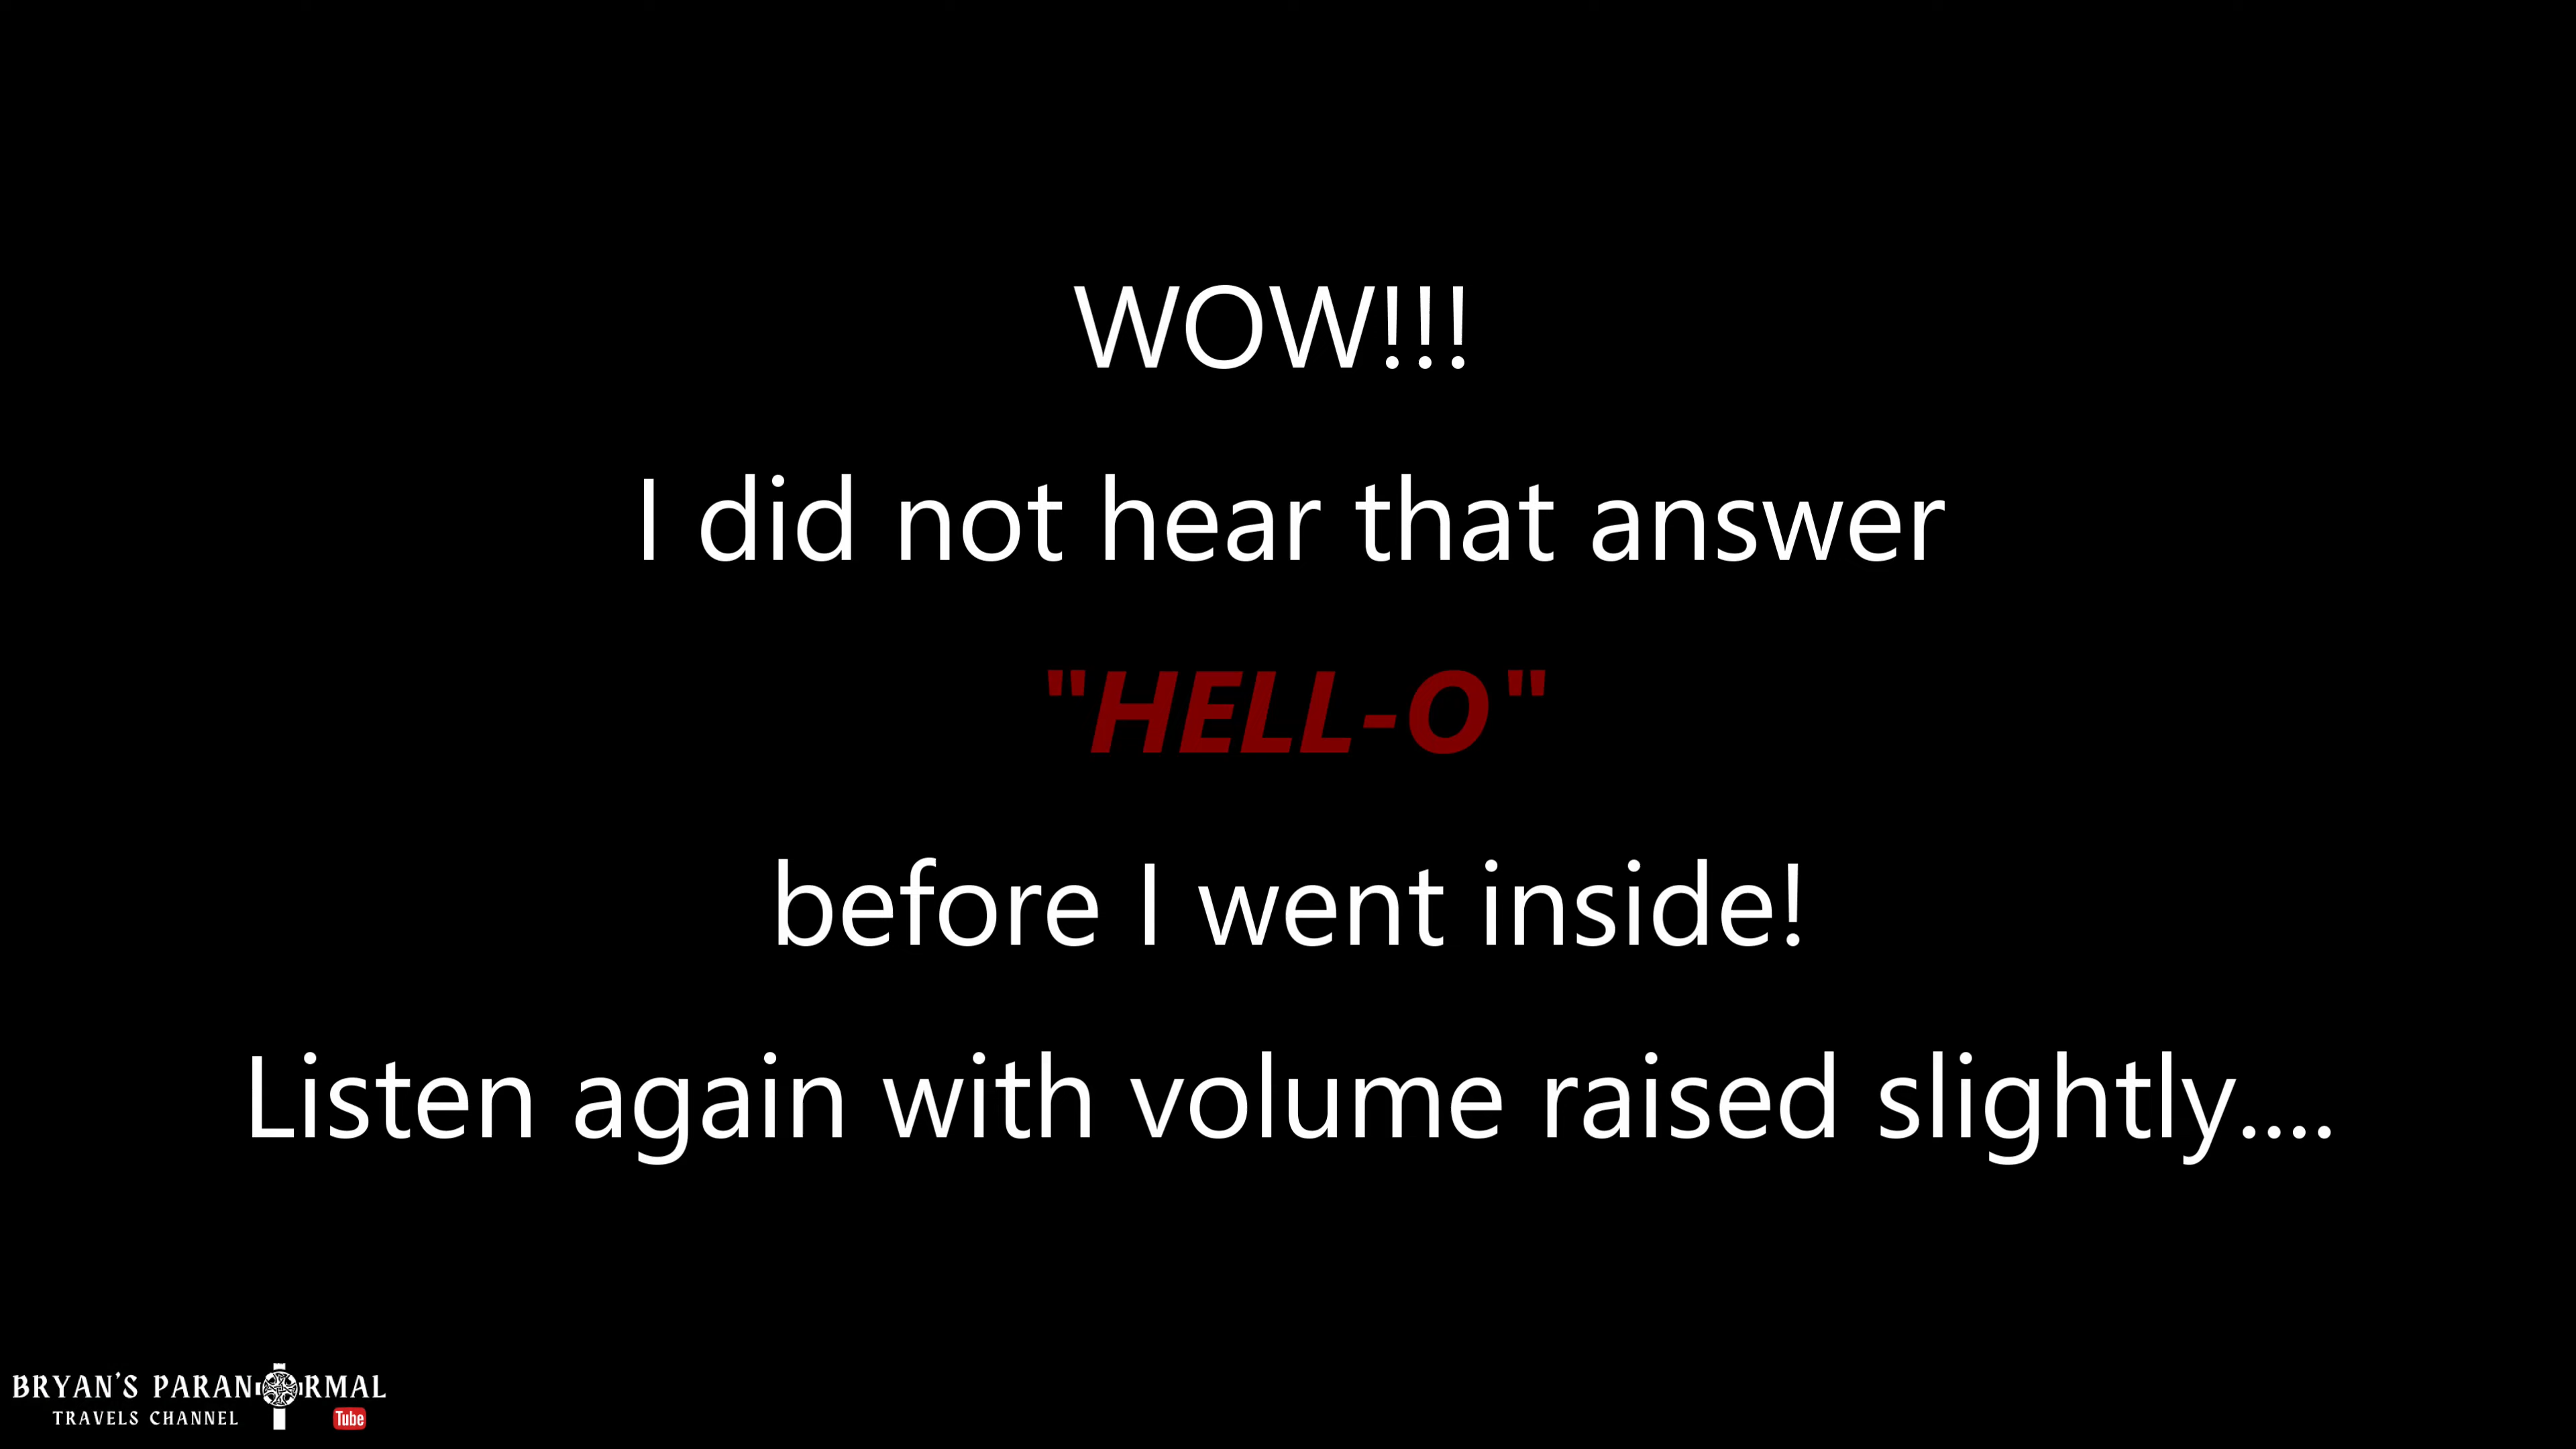 WOW!!!
I did not hear that answer
"HELL-O"
before I went inside!
Listen again with volume raised slightly....
BRYAN'S PARANORMAL
TRAVELS CHANNEL
Tube